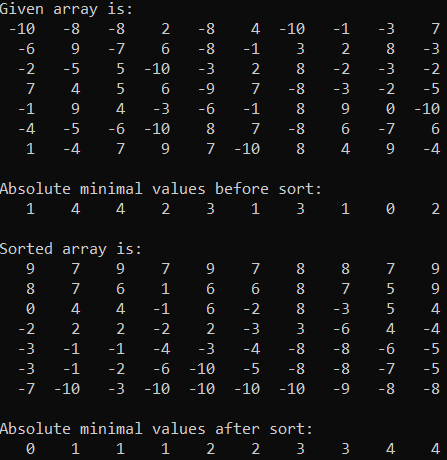 Given array is:
-10 -8 -8 2 -8 4 -10 -1 -3 7
-6 9 -7 6 -8 -1 3 2 8 -3
-2 -5 5 -10 -3 2 8 -2 -3 -2
7 4 5 6 -9 7 -8 -3 -2 -5
-1 9 4 -3 -6 -1 8 9 0 -10
-4 -5 -6 -10 8 7 -8 6 -7 6
1 -4 7 9 7 -10 8 4 9 -4
Absolute minimal values before sort:
1 4 4 2 3 1 3 1 0 2
Sorted array is:
9 7 9 7 9 7 8 8 7 9
8 7 6 1 6 6 8 7 5 9
0 4 4 -1 6 -2 8 -3 5 4
-2 2 2 -2 2 -3 3 -6 4 -4
-3 -1 -1 -4 -3 -4 -8 -8 -6 -5
-3 -1 -2 -6 -10 -5 -8 -8 -7 -5
-7 -10 -3 -10 -10 -10 -10 -9 -8 -8
Absolute minimal values after sort:
0 1 1 1 2 2 3 3 4 4